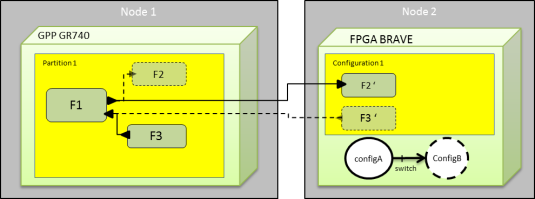 Node 1
GPP GR740
Partition 1
F2
F1
F3
Node 2
FPGA BRAVE
Configuration 1
F2 ‘
F3 ‘
configA
switch
ConfigB